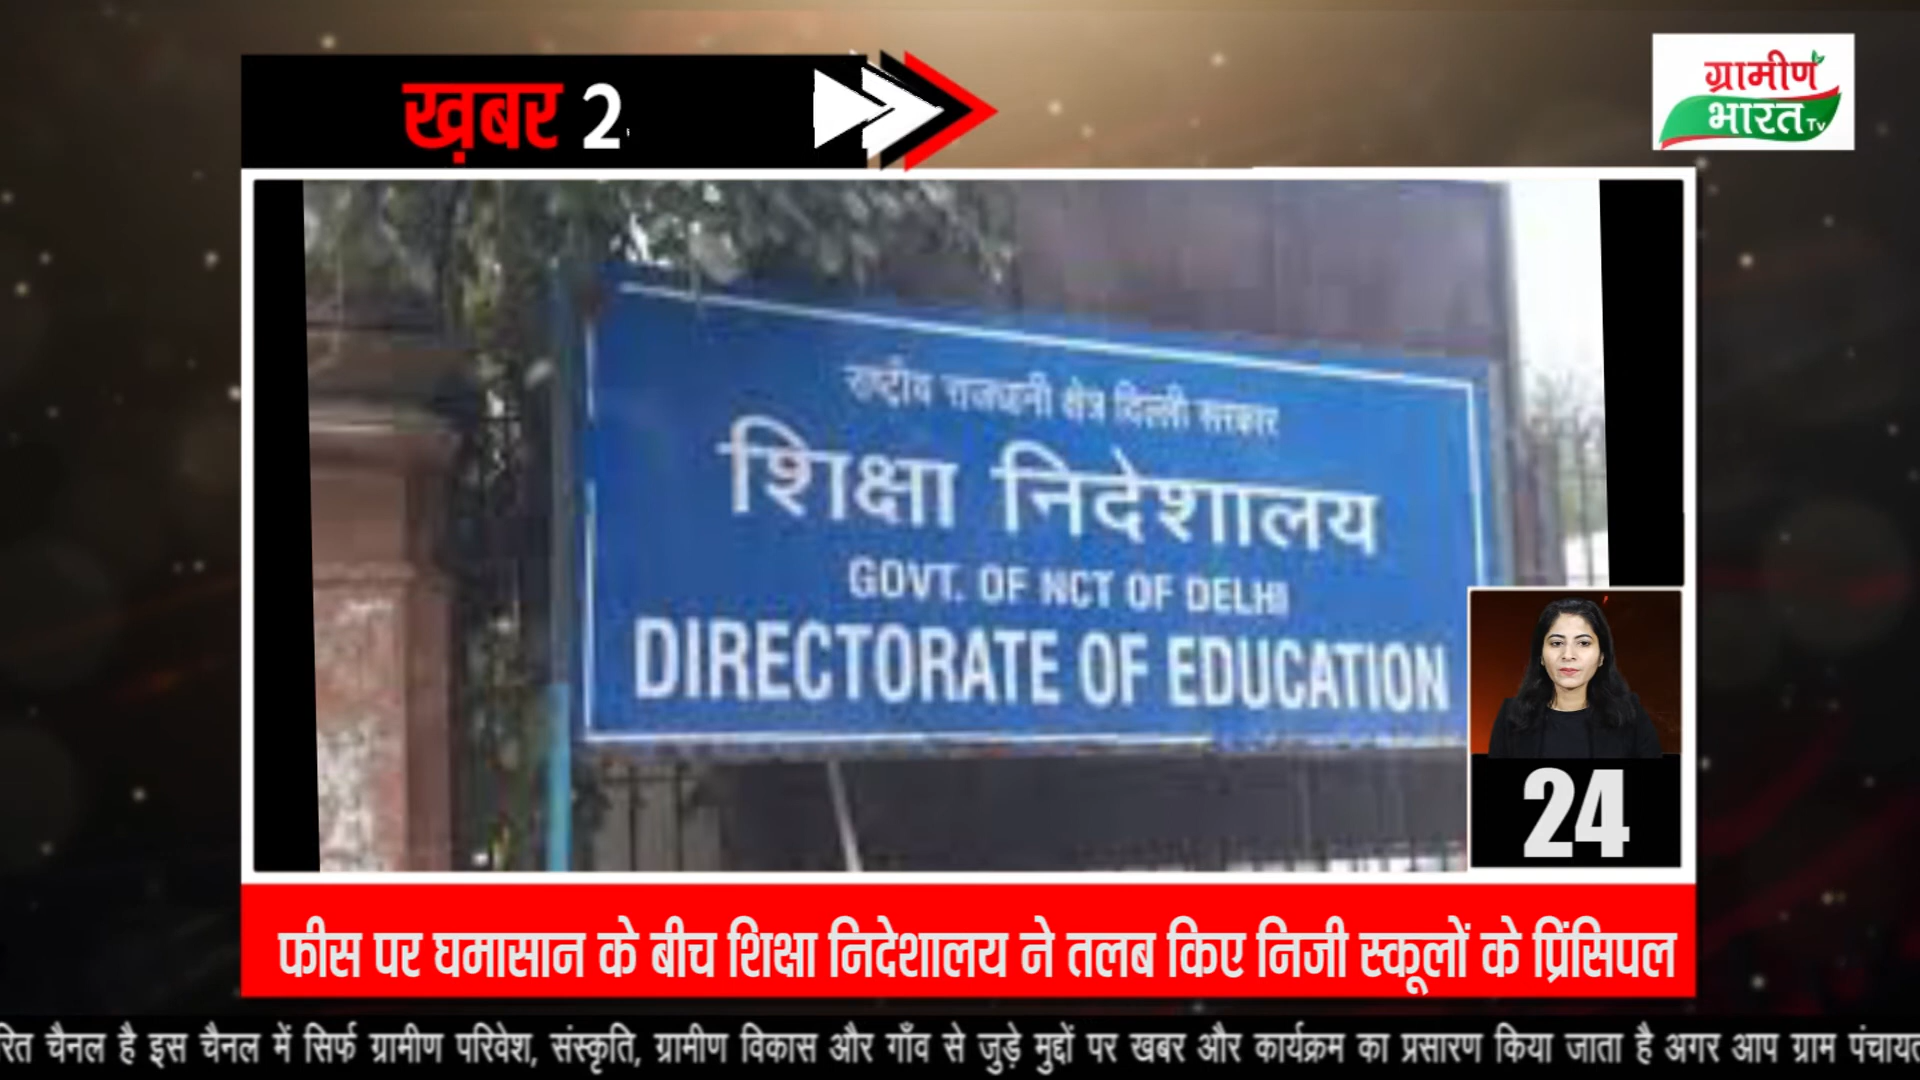 ख़बर 2
ग्रामीण
भारत Tv
राष्ट्रीय राजधानी क्षेत्र दिल्ली सरकार
शिक्षा निदेशालय
GOVT. OF NCT OF DELHI
DIRECTORATE OF EDUCATION
24
फीस पर घमासान के बीच शिक्षा निदेशालय ने तलब किए निजी स्कूलों के प्रिंसिपल
रित चैनल है इस चैनल में सिर्फ ग्रामीण परिवेश, संस्कृति, ग्रामीण विकास और गाँव से जुड़े मुद्दों पर खबर और कार्यक्रम का प्रसारण किया जाता है अगर आप ग्राम पंचायत